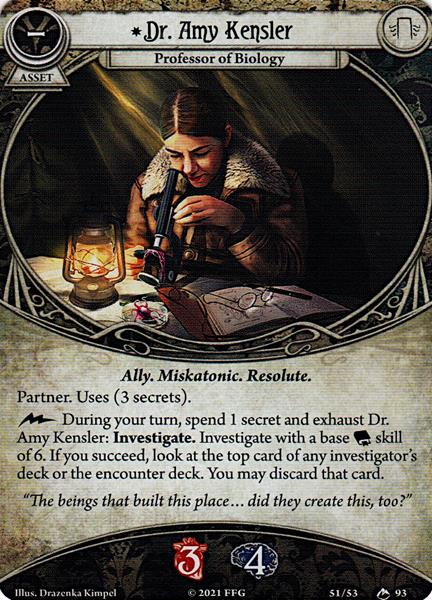 –
*Dr. Amy Kensler
ASSET
Professor of Biology
Ally. Miskatonic. Resolute.
Partner. Uses (3 secrets).
During your turn, spend 1 secret and exhaust Dr.
Amy Kensler: Investigate. Investigate with a base skill
of 6. If you succeed, look at the top card of any investigator's
deck or the encounter deck. You may discard that card.
“The beings that built this place... did they create this, too?”
3 4
Illus. Drazenka Kimpel © 2021 FFG 51/53 93